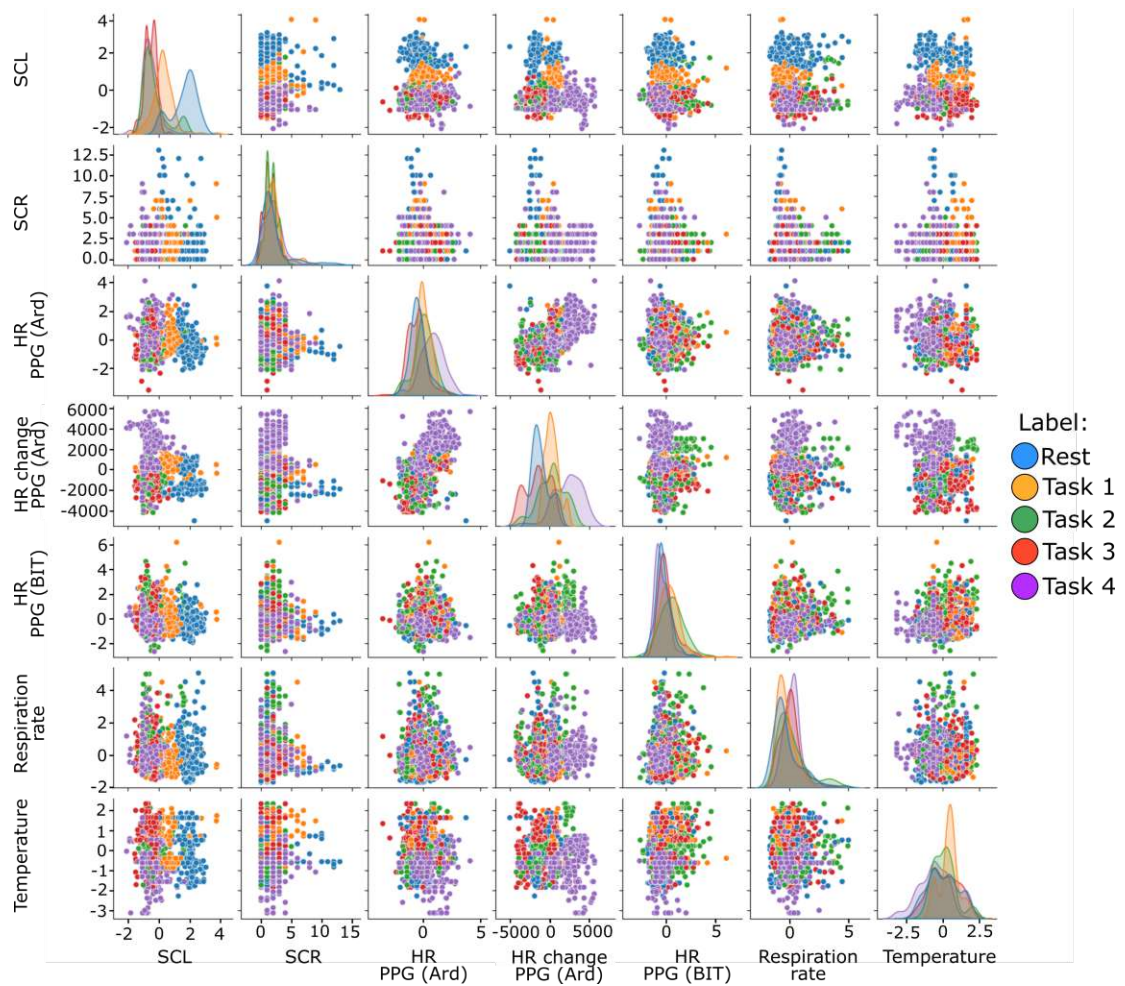 4
2
0
-2
SCL
12.5
10.0
7.5
5.0
2.5
0.0
SCR
4
2
0
-2
HR
PPG (Ard)
6000
4000
2000
0
-2000
-4000
HR change
PPG (Ard)
Label:
Rest
Task 1
Task 2
Task 3
Task 4
6
4
2
0
-2
HR
PPG (BIT)
4
2
0
-2
Respiration
rate
2
1
0
-1
-2
-3
Temperature
-2 0 2 4
0 5 10 15
0 5
-5000 0 5000
0 5
0 5
-2.5 0 2.5
SCL
SCR
HR
PPG (Ard)
HR change
PPG (Ard)
HR
PPG (BIT)
Respiration
rate
Temperature